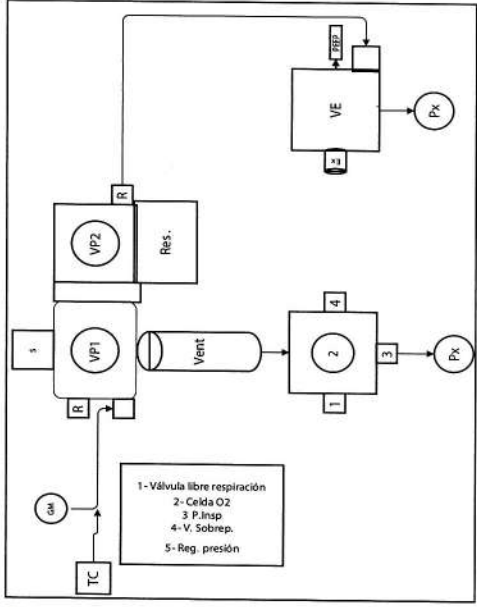 s
R
VP1
VP2
R
Res.
Vent
GM
TC
1
2
4
3
Px
PEEP
VE
Ex
Px
1- Válvula libre respiración
2- Celda O2
3 P.Insp
4- V. Sobrep.
5- Reg. presión